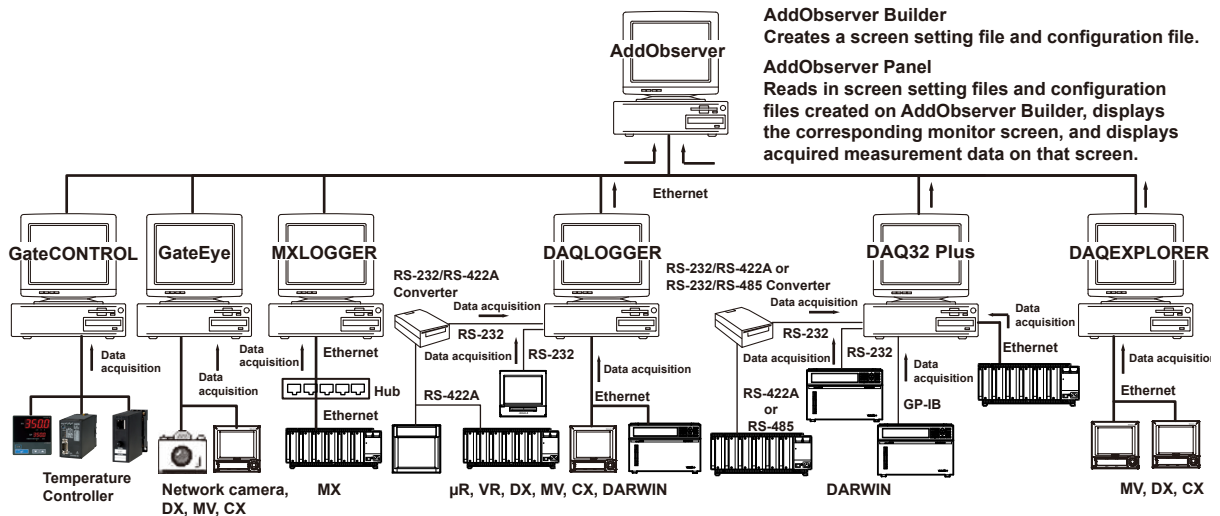 AddObserver
AddObserver Builder
Creates a screen setting file and configuration file.
AddObserver Panel
Reads in screen setting files and configuration
files created on AddObserver Builder, displays
the corresponding monitor screen, and displays
acquired measurement data on that screen.
Ethernet
GateCONTROL
GateEye
MXLOGGER
DAQLOGGER
DAQ32 Plus
DAQEXPLORER
RS-232/RS-422A
Converter
Data acquisition
RS-232
RS-232/RS-422A or
RS-232/RS-485 Converter
Data acquisition
RS-232
Data
acquisition
Data
acquisition
Data
acquisition
Data
acquisition
Ethernet
Hub
Ethernet
Data acquisition
RS-232
RS-422A
Data acquisition
Ethernet
Data acquisition
RS-232
RS-422A
or
RS-485
Data
acquisition
GP-IB
Ethernet
Data acquisition
Ethernet
-350.0
Temperature
Controller
Network camera,
DX, MV, CX
MX
µR, VR, DX, MV, CX, DARWIN
DARWIN
MV, DX, CX